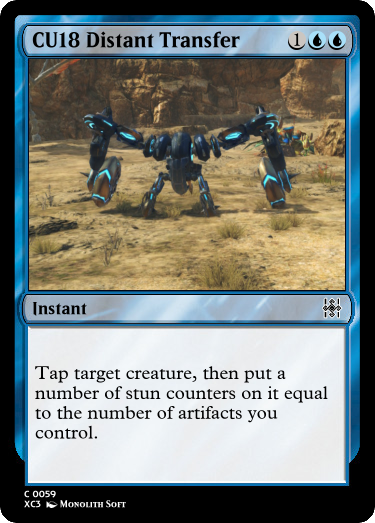 CU18 Distant Transfer 1
Instant
Tap target creature, then put a
number of stun counters on it equal
to the number of artifacts you
control.
C 0059
XC3 Monolith Soft